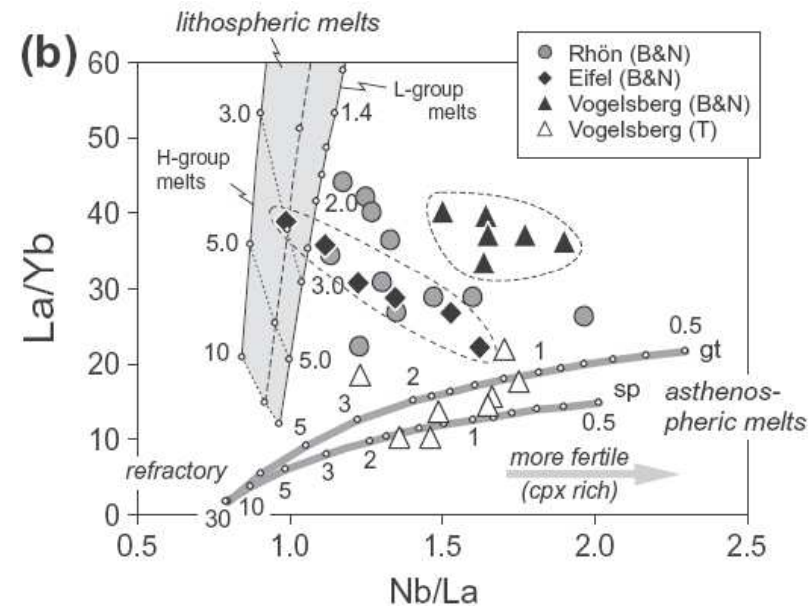 (b)
lithospheric melts
L-group
melts
H-group
melts
Rhön (B&N)
Eifel (B&N)
Vogelsberg (B&N)
Vogelsberg (T)
60
50
40
30
20
10
0
La/Yb
3.0
1.4
2.0
5.0
3.0
10
5.0
0.5
gt
1
2
3
5
sp
asthenos-
pheric melts
0.5
1
2
3
5
10
30
refractory
more fertile
(cpx rich)
0.5
1.0
1.5
2.0
2.5
Nb/La